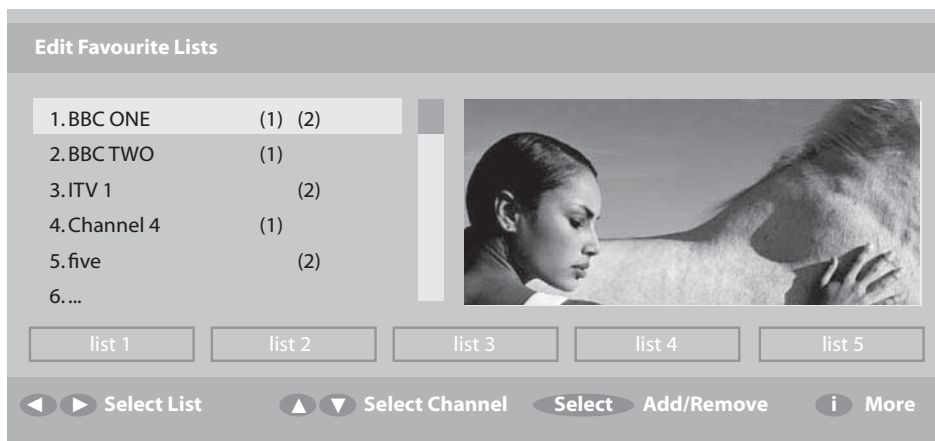 Edit Favourite Lists
1. BBC ONE (1) (2)
2. BBC TWO (1)
3. ITV 1 (2)
4. Channel 4 (1)
5. five (2)
6. ...
list 1 list 2 list 3 list 4 list 5
Select List Select Channel Select Add/Remove i More